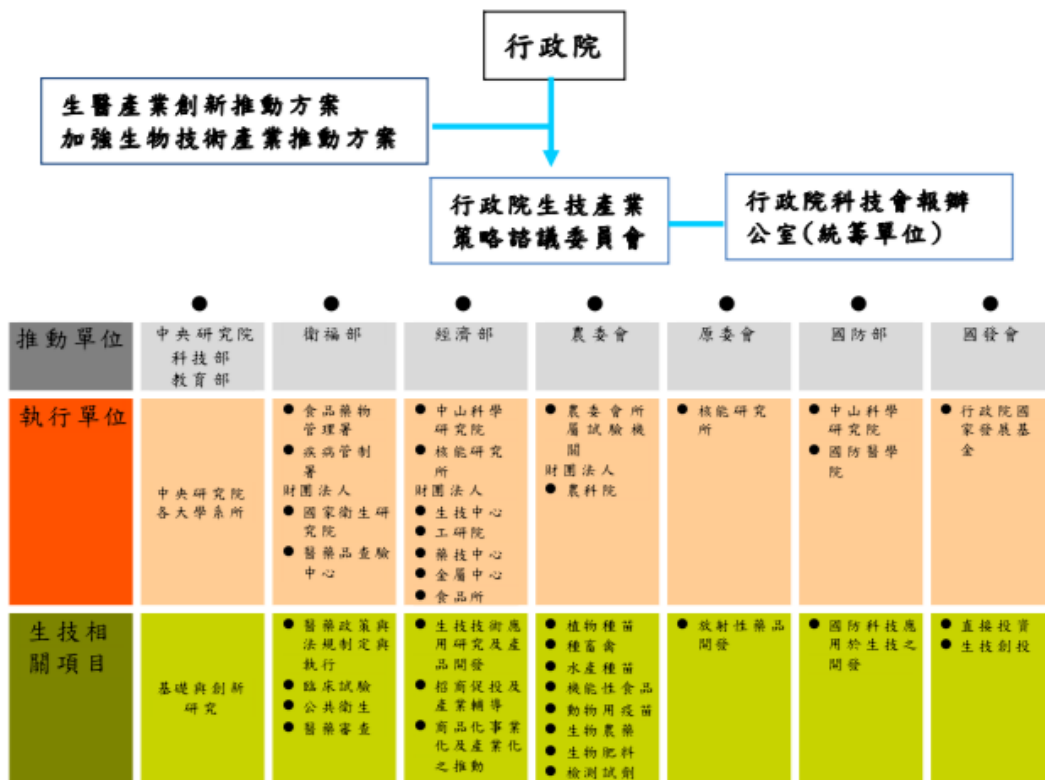 行政院
生醫產業創新推動方案
加強生物技術產業推動方案
行政院生技產業
策略諮議委員會
行政院科技會報辦
公室(統籌單位)
推動單位
中央研究院
科技部
教育部
衛福部
經濟部
農委會
原委會
國防部
國發會
執行單位
中央研究院
各大學系所
● 食品藥物
管理署
● 疾病管制
署
財團法人
● 國家衛生研
究院
● 醫藥品查驗
中心
● 中山科學
研究院
● 核能研究
所
財團法人
● 生技中心
● 工研院
● 藥技中心
● 金屬中心
● 食品所
● 農委會所
屬試驗機
關
財團法人
● 農科院
● 核能研究
所
● 中山科學
研究院
● 國防醫學
院
● 行政院國
家發展基
金
生技相
關項目
基礎與創新
研究
● 醫藥政策與
法規制定與
執行
● 臨床試驗
● 公共衛生
● 醫藥審查
● 生技技術應
用研究及產
品開發
● 招商促投及
產業輔導
● 商品化事業
化及產業化
之推動
● 植物種苗
● 種畜禽
● 水產種苗
● 機能性食品
● 動物用疫苗
● 生物農藥
● 生物肥料
● 檢測試劑
● 放射性藥品
開發
● 國防科技應
用於生技之
開發
● 直接投資
● 生技創投